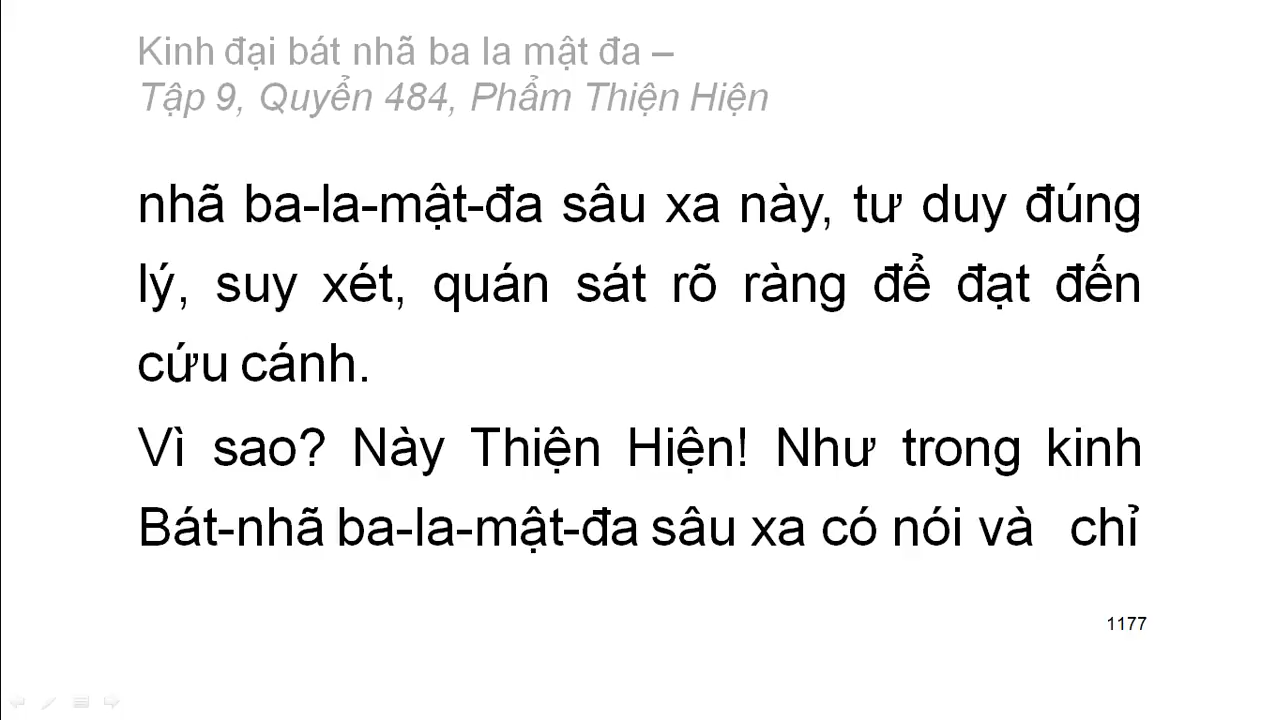 Kinh đại bát nhã ba la mật đa –
Tập 9, Quyển 484, Phẩm Thiện Hiện
nhã ba-la-mật-đa sâu xa này, tư duy đúng
lý, suy xét, quán sát rõ ràng để đạt đến
cứu cánh.
Vì sao? Này Thiện Hiện! Như trong kinh
Bát-nhã ba-la-mật-đa sâu xa có nói và chỉ
1177